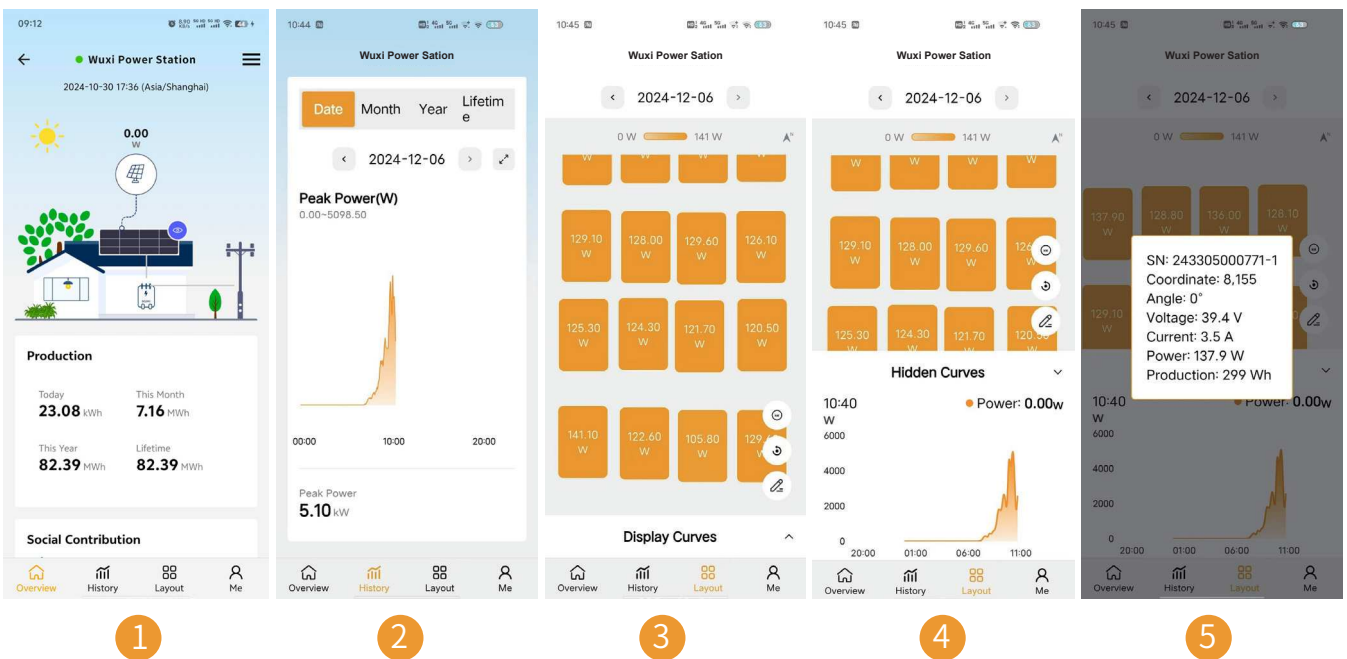 09:12
Wuxi Power Station
2024-10-30 17:36 (Asia/Shanghai)
0.00
W
Production
Today
23.08 kWh
This Month
7.16 MWh
This Year
82.39 MWh
Lifetime
82.39 MWh
Social Contribution
Overview
History
Layout
Me
1
10:44
Wuxi Power Sation
Date
Month
Year
Lifetim
e
2024-12-06
Peak Power(W)
0.00~5098.50
00:00
10:00
20:00
Peak Power
5.10 kW
Overview
History
Layout
Me
2
10:45
Wuxi Power Sation
2024-12-06
0 W
141 W
N
W W W W
129.10 128.00 129.60 126.10
W W W W
125.30 124.30 121.70 120.50
W W W W
141.10 122.60 105.80 129.
W W W W
Display Curves
Overview
History
Layout
Me
3
10:45
Wuxi Power Sation
2024-12-06
0 W
141 W
N
W W W W
129.10 128.00 129.60 126
W W W
125.30 124.30 121.70 120.50
W W W W
Hidden Curves
10:40
W
Power: 0.00w
6000
4000
2000
0
20:00
01:00
06:00
11:00
Overview
History
Layout
Me
4
10:45
Wuxi Power Sation
2024-12-06
0 W
141 W
N
137.90 128.80 136.00 128.10
W W
129.10
W
SN: 243305000771-1
Coordinate: 8,155
Angle: 0°
Voltage: 39.4 V
Current: 3.5 A
Power: 137.9 W
Production: 299 Wh
10:40
W
Power: 0.00w
6000
4000
2000
0
20:00
01:00
06:00
11:00
Overview
History
Layout
Me
5